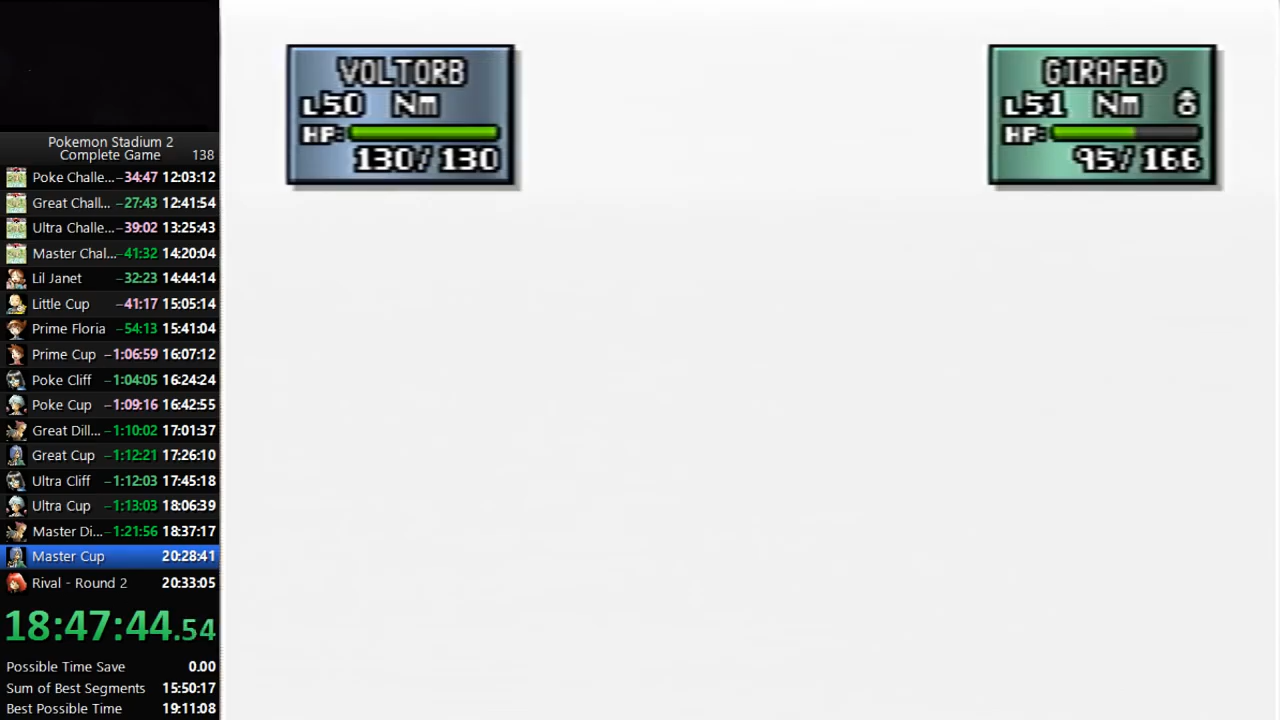 Pokemon Stadium 2
Complete Game 138
Poke Challe... −34:47 12:03:12
Great Chall... −27:43 12:41:54
Ultra Challe... −39:02 13:25:43
Master Chal... −41:32 14:20:04
Lil Janet −32:23 14:44:14
Little Cup −41:17 15:05:14
Prime Floria −54:13 15:41:04
Prime Cup −1:06:59 16:07:12
Poke Cliff −1:04:05 16:24:24
Poke Cup −1:09:16 16:42:55
Great Dill... −1:10:02 17:01:37
Great Cup −1:12:21 17:26:10
Ultra Cliff −1:12:03 17:45:18
Ultra Cup −1:13:03 18:06:39
Master Di... −1:21:56 18:37:17
Master Cup 20:28:41
Rival - Round 2 20:33:05
18:47:44.54
Possible Time Save 0.00
Sum of Best Segments 15:50:17
Best Possible Time 19:11:08
VOLTORB
L50 Nm
HP:
130/130
GIRAFED
L51 Nm ♂
HP:
95/166